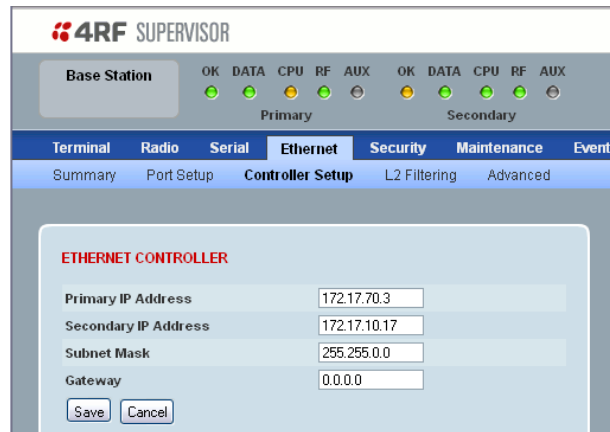 4RF SUPERVISOR
Base Station
OK DATA CPU RF AUX OK DATA CPU RF AUX
Primary Secondary
Terminal Radio Serial Ethernet Security Maintenance Event
Summary Port Setup Controller Setup L2 Filtering Advanced
ETHERNET CONTROLLER
Primary IP Address 172.17.70.3
Secondary IP Address 172.17.10.17
Subnet Mask 255.255.0.0
Gateway 0.0.0.0
Save Cancel